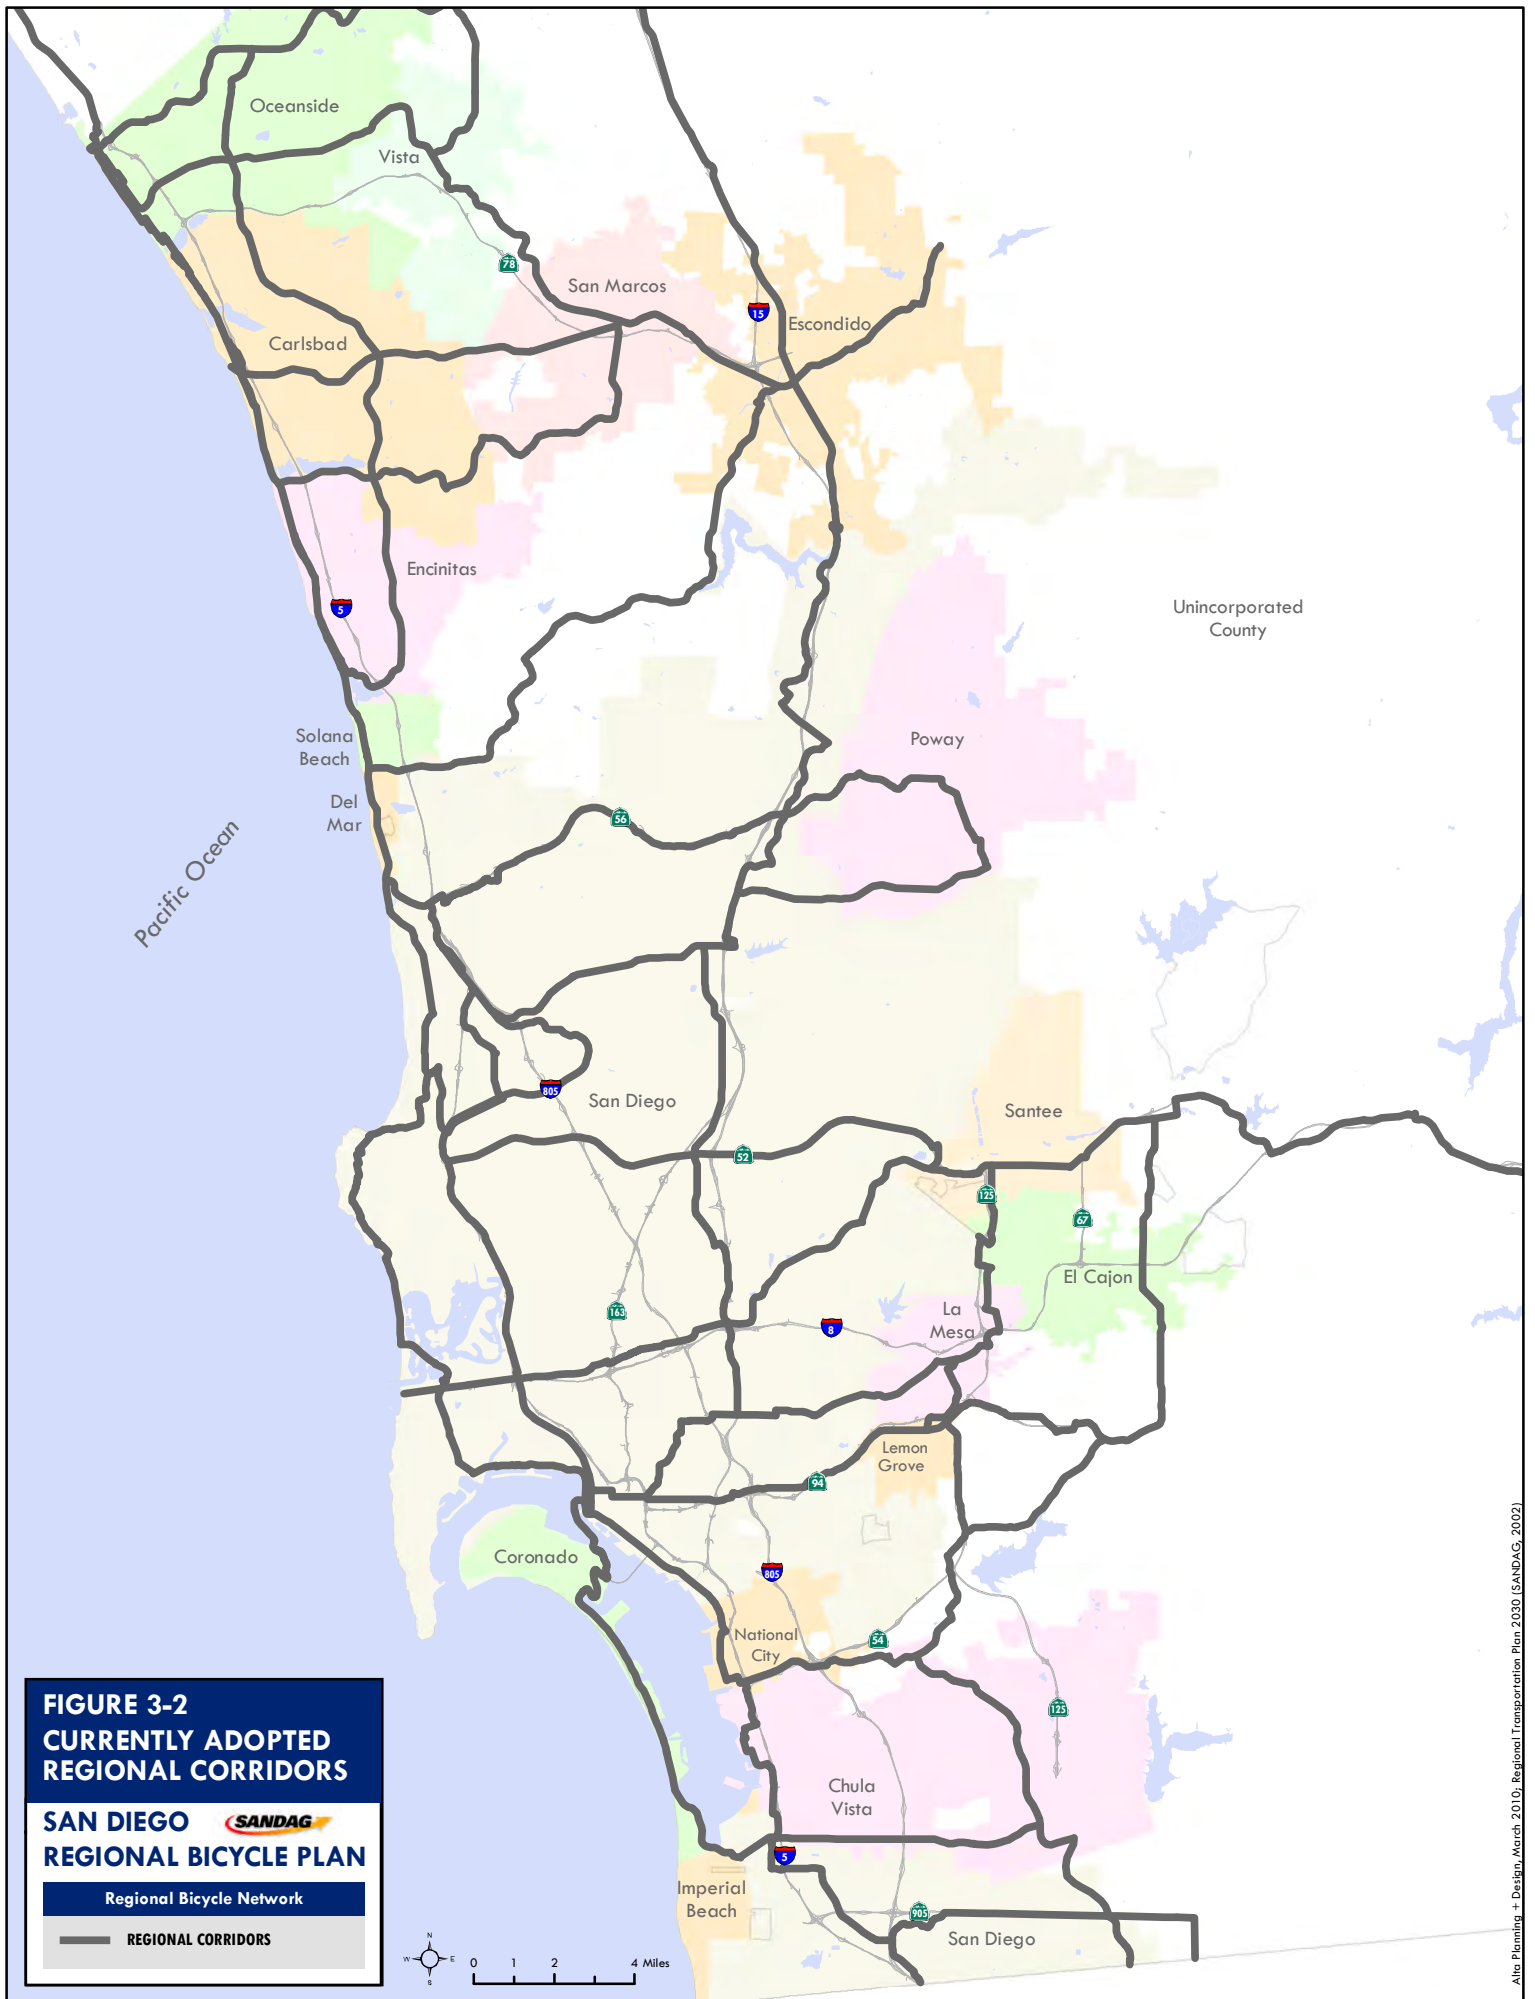 Oceanside
Vista
78
San Marcos
15
Escondido
Carlsbad
Encinitas
5
Unincorporated
County
Solana
Beach
Poway
Del
Mar
56
Pacific Ocean
805
San Diego
Santee
52
125
67
El Cajon
163
La
Mesa
8
Lemon
Grove
94
Coronado
805
National
City
54
125
Chula
Vista
5
Imperial
Beach
905
San Diego
FIGURE 3-2
CURRENTLY ADOPTED
REGIONAL CORRIDORS
SAN DIEGO
SANDAG
REGIONAL BICYCLE PLAN
Regional Bicycle Network
REGIONAL CORRIDORS
N
W E
S
0 1 2 4 Miles
Alta Planning + Design, March 2010; Regional Transportation Plan 2030 (SANDAG, 2002)